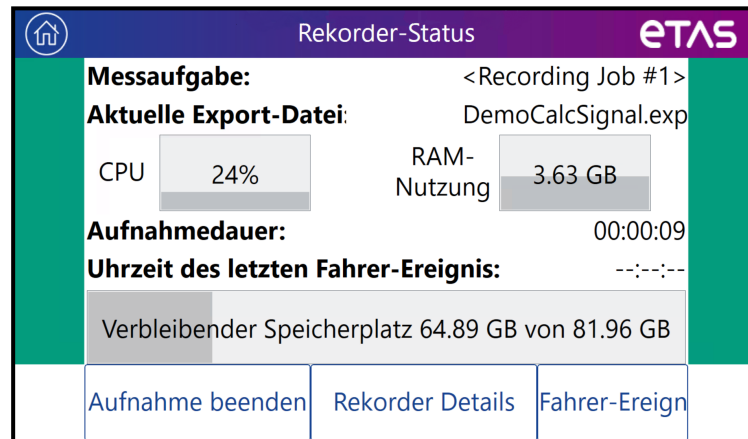 Rekorder-Status
ETAS
Messaufgabe: <Recording Job #1>
Aktuelle Export-Datei: DemoCalcSignal.exp
CPU 24% RAM-Nutzung 3.63 GB
Aufnahmedauer: 00:00:09
Uhrzeit des letzten Fahrer-Ereignis: --:--:--
Verbleibender Speicherplatz 64.89 GB von 81.96 GB
Aufnahme beenden Rekorder Details Fahrer-Ereign